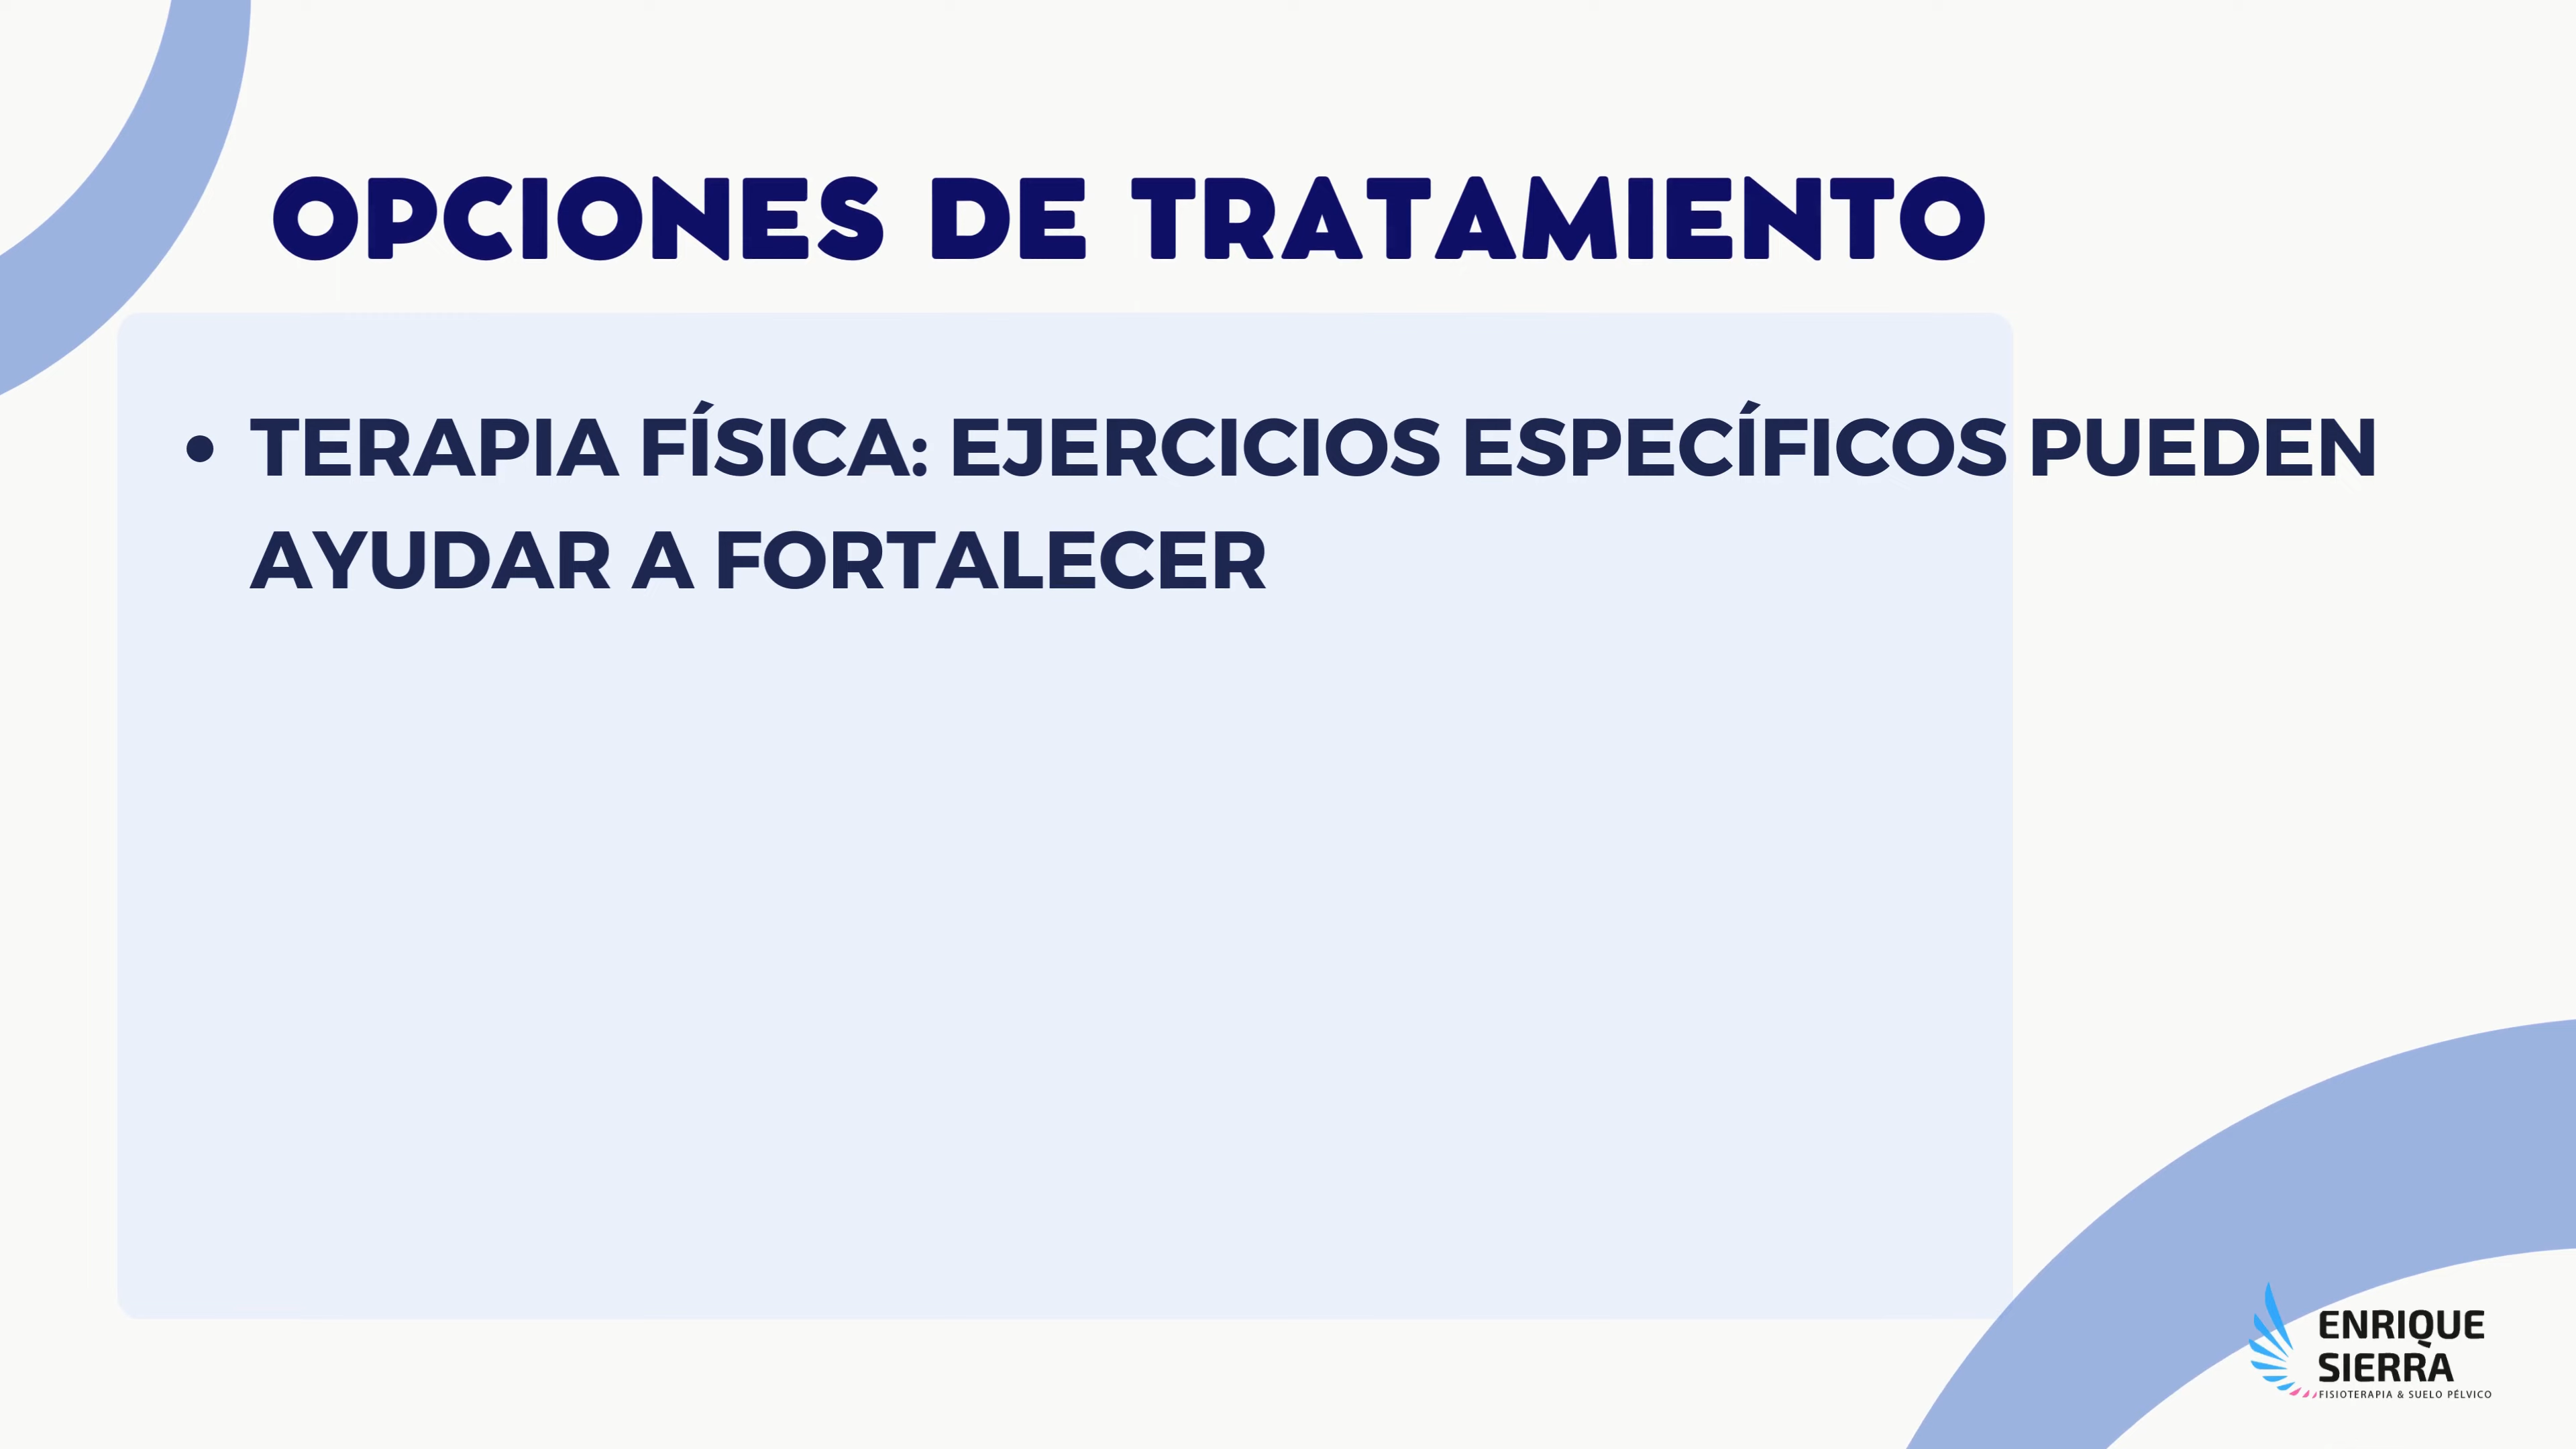 OPCIONES DE TRATAMIENTO
• TERAPIA FÍSICA: EJERCICIOS ESPECÍFICOS PUEDEN
AYUDAR A FORTALECER
ENRIQUE
SIERRA
FISIOTERAPIA & SUELO PÉLVICO